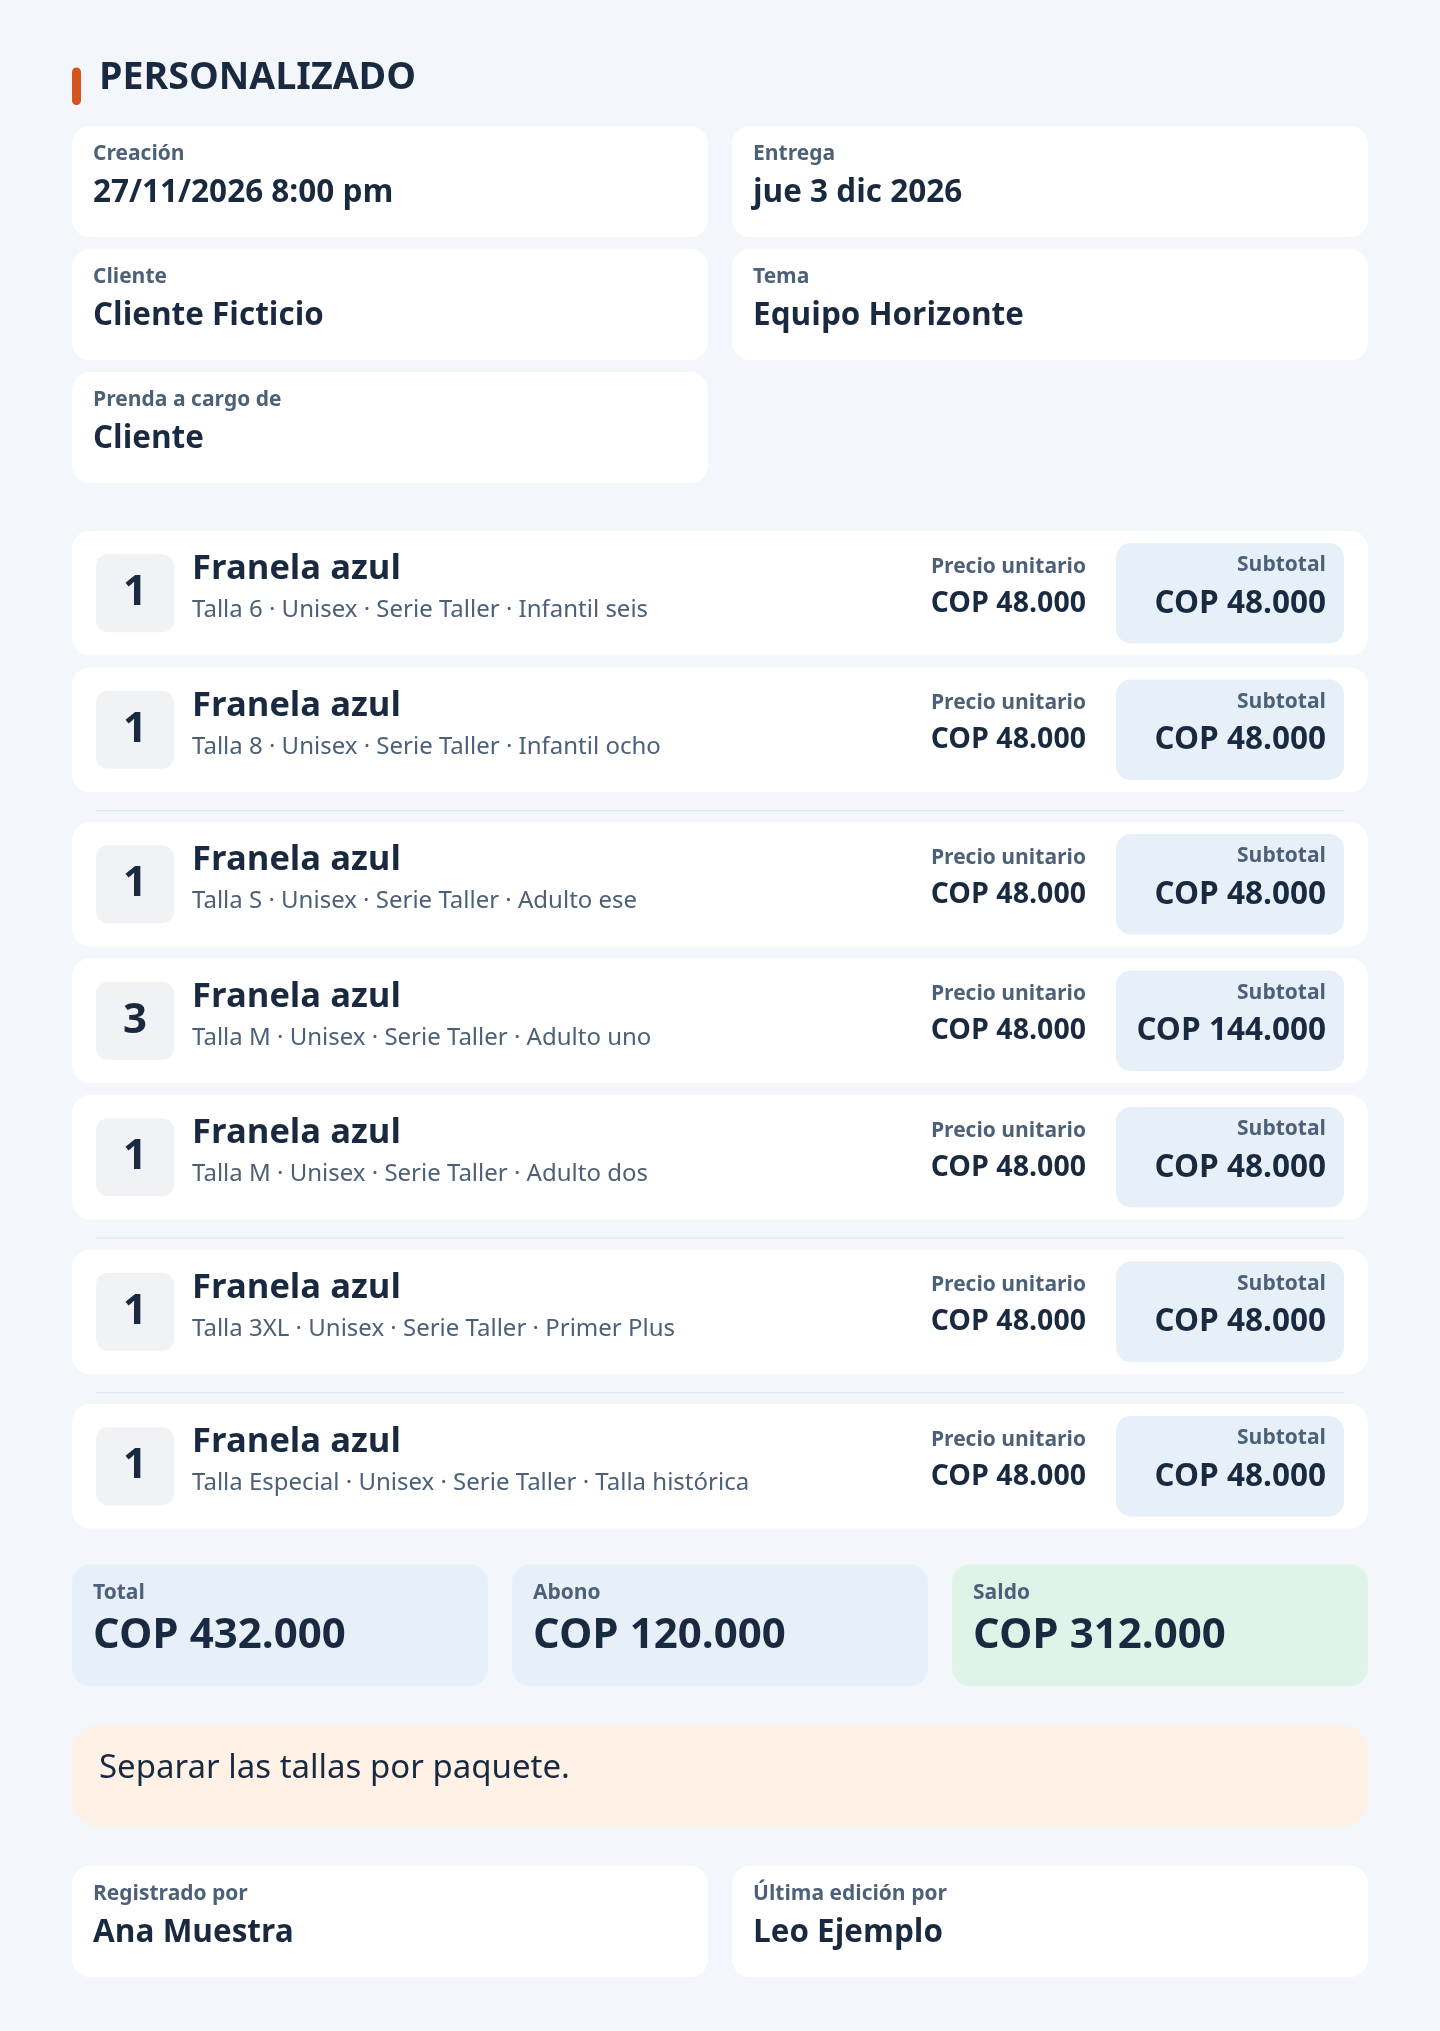 PERSONALIZADO
Creación
27/11/2026 8:00 pm
Entrega
jue 3 dic 2026
Cliente
Cliente Ficticio
Tema
Equipo Horizonte
Prenda a cargo de
Cliente
1
Franela azul
Talla 6 · Unisex · Serie Taller · Infantil seis
Precio unitario
COP 48.000
Subtotal
COP 48.000
1
Franela azul
Talla 8 · Unisex · Serie Taller · Infantil ocho
Precio unitario
COP 48.000
Subtotal
COP 48.000
1
Franela azul
Talla S · Unisex · Serie Taller · Adulto ese
Precio unitario
COP 48.000
Subtotal
COP 48.000
3
Franela azul
Talla M · Unisex · Serie Taller · Adulto uno
Precio unitario
COP 48.000
Subtotal
COP 144.000
1
Franela azul
Talla M · Unisex · Serie Taller · Adulto dos
Precio unitario
COP 48.000
Subtotal
COP 48.000
1
Franela azul
Talla 3XL · Unisex · Serie Taller · Primer Plus
Precio unitario
COP 48.000
Subtotal
COP 48.000
1
Franela azul
Talla Especial · Unisex · Serie Taller · Talla histórica
Precio unitario
COP 48.000
Subtotal
COP 48.000
Total
COP 432.000
Abono
COP 120.000
Saldo
COP 312.000
Separar las tallas por paquete.
Registrado por
Ana Muestra
Última edición por
Leo Ejemplo